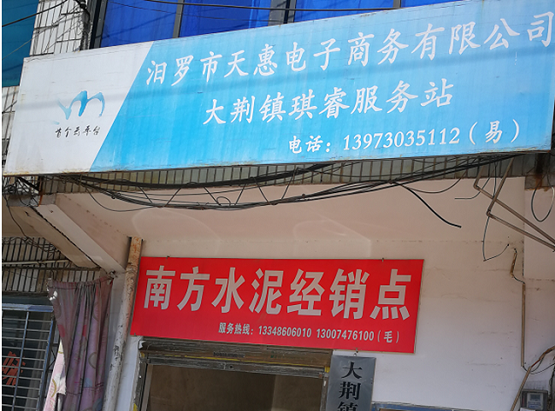 汨罗市天惠电子商务有限公司
大荆镇琪睿服务站
电话：13973035112（易）
南方水泥经销点
服务热线：13348606010 13007476100（毛）
大荆镇